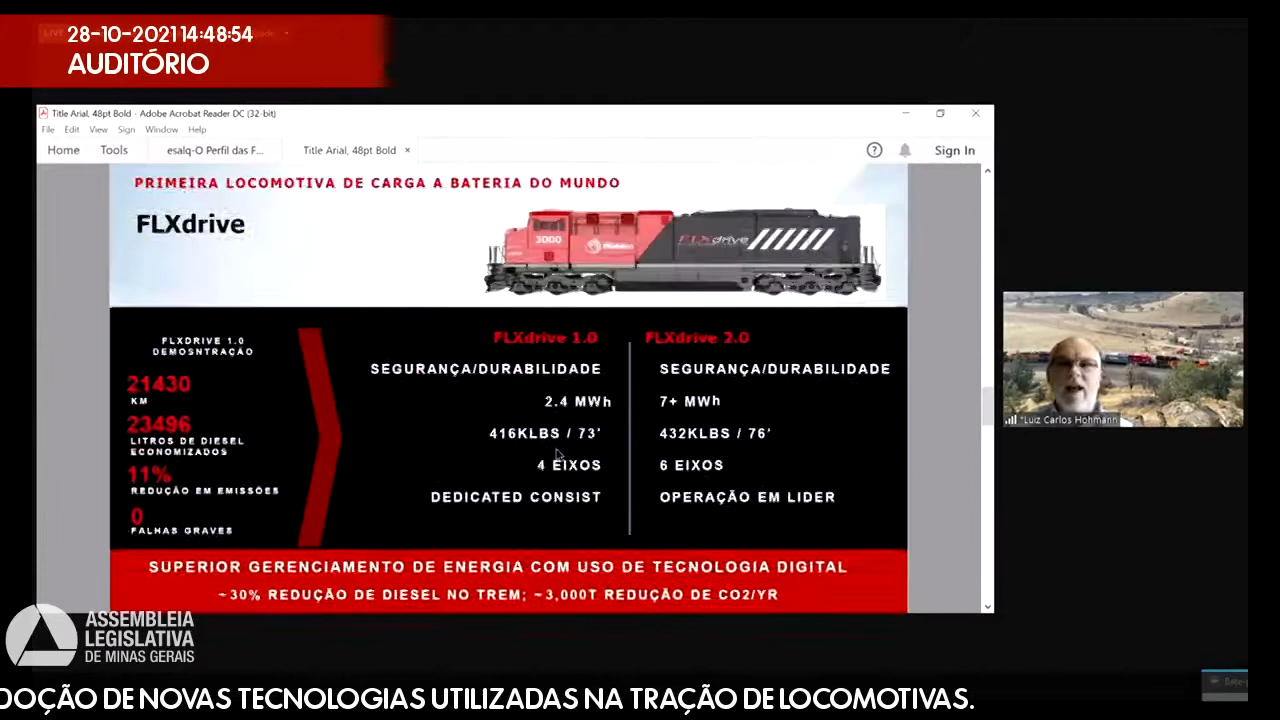 28-10-2021 14:48:54
AUDITÓRIO
Title Arial, 48pt Bold - Adobe Acrobat Reader DC (32-bit)
File Edit View Sign Window Help
Home Tools esalq-O Perfil das F... Title Arial, 48pt Bold × Sign In
PRIMEIRA LOCOMOTIVA DE CARGA A BATERIA DO MUNDO
FLXdrive
3000
FLXdrive
FLXDRIVE 1.0
DEMOSNTRAÇÃO
21430
KM
23496
LITROS DE DIESEL
ECONOMIZADOS
11%
REDUÇÃO EM EMISSÕES
0
FALHAS GRAVES
FLXdrive 1.0
SEGURANÇA/DURABILIDADE
2.4 MWh
416KLBS / 73'
4 EIXOS
DEDICATED CONSIST
FLXdrive 2.0
SEGURANÇA/DURABILIDADE
7+ MWh
432KLBS / 76'
6 EIXOS
OPERAÇÃO EM LIDER
SUPERIOR GERENCIAMENTO DE ENERGIA COM USO DE TECNOLOGIA DIGITAL
~30% REDUÇÃO DE DIESEL NO TREM; ~3,000T REDUÇÃO DE CO2/YR
*Luiz Carlos Hohmann
ASSEMBLEIA
LEGISLATIVA
DE MINAS GERAIS
DOÇÃO DE NOVAS TECNOLOGIAS UTILIZADAS NA TRAÇÃO DE LOCOMOTIVAS.